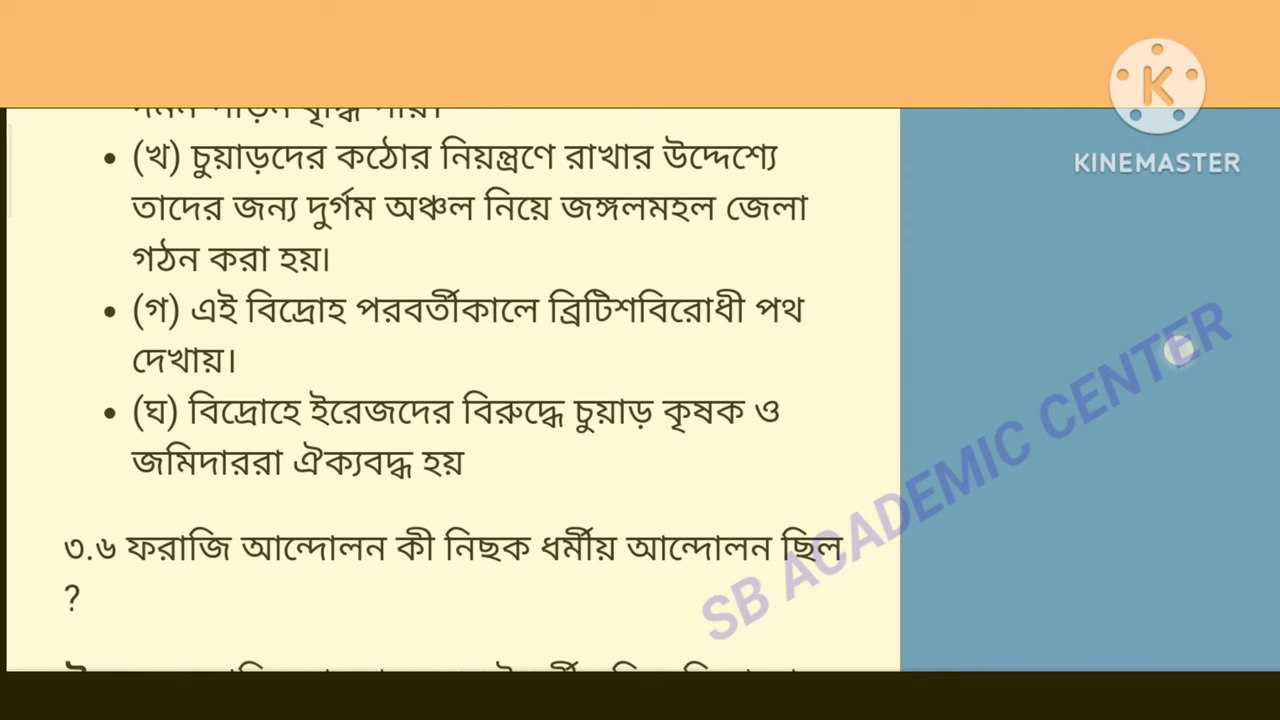 (খ) চুয়াড়দের কঠোর নিয়ন্ত্রণে রাখার উদ্দেশ্যে
তাদের জন্য দুর্গম অঞ্চল নিয়ে জঙ্গলমহল জেলা
গঠন করা হয়।
(গ) এই বিদ্রোহ পরবর্তীকালে ব্রিটিশবিরোধী পথ
দেখায়।
(ঘ) বিদ্রোহে ইরেজদের বিরুদ্ধে চুয়াড় কৃষক ও
জমিদাররা ঐক্যবদ্ধ হয়
৩.৬ ফরাজি আন্দোলন কী নিছক ধর্মীয় আন্দোলন ছিল
?
K
KINEMASTER
SB ACADEMIC CENTER